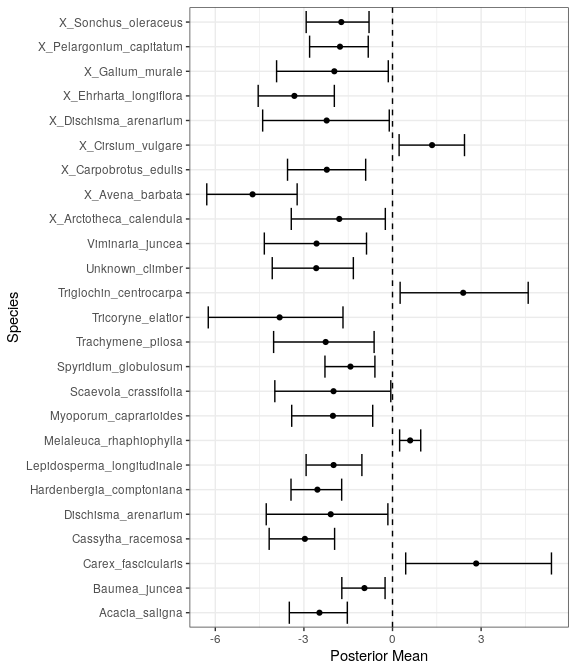 Species
X_Sonchus_oleraceus
X_Pelargonium_capitatum
X_Galium_murale
X_Ehrharta_longiflora
X_Dischisma_arenarium
X_Cirsium_vulgare
X_Carpobrotus_edulis
X_Avena_barbata
X_Arctotheca_calendula
Viminaria_juncea
Unknown_climber
Triglochin_centrocarpa
Tricoryne_elatior
Trachymene_pilosa
Spyridium_globulosum
Scaevola_crassifolia
Myoporum_caprarioides
Melaleuca_rhaphiophylla
Lepidosperma_longitudinale
Hardenbergia_comptoniana
Dischisma_arenarium
Cassytha_racemosa
Carex_fascicularis
Baumea_juncea
Acacia_saligna
-6 -3 0 3
Posterior Mean